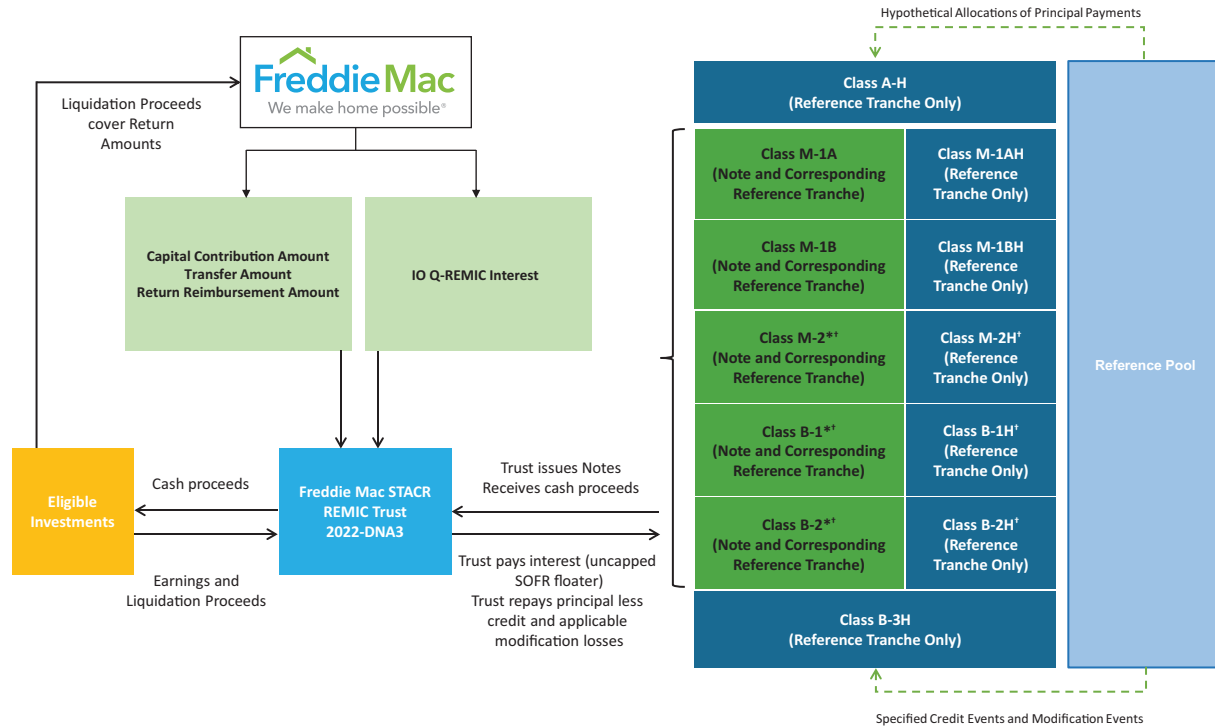 Hypothetical Allocations of Principal Payments
FreddieMac
We make home possible®
Liquidation Proceeds
cover Return
Amounts
Capital Contribution Amount
Transfer Amount
Return Reimbursement Amount
IO Q-REMIC Interest
Eligible
Investments
Cash proceeds
Earnings and
Liquidation Proceeds
Freddie Mac STACR
REMIC Trust
2022-DNA3
Trust issues Notes
Receives cash proceeds
Trust pays interest (uncapped
SOFR floater)
Trust repays principal less
credit and applicable
modification losses
Class A-H
(Reference Tranche Only)
Class M-1A
(Note and Corresponding
Reference Tranche)
Class M-1AH
(Reference
Tranche Only)
Class M-1B
(Note and Corresponding
Reference Tranche)
Class M-1BH
(Reference
Tranche Only)
Class M-2*†
(Note and Corresponding
Reference Tranche)
Class M-2H†
(Reference
Tranche Only)
Class B-1*†
(Note and Corresponding
Reference Tranche)
Class B-1H†
(Reference
Tranche Only)
Class B-2*†
(Note and Corresponding
Reference Tranche)
Class B-2H†
(Reference
Tranche Only)
Class B-3H
(Reference Tranche Only)
Reference Pool
Specified Credit Events and Modification Events